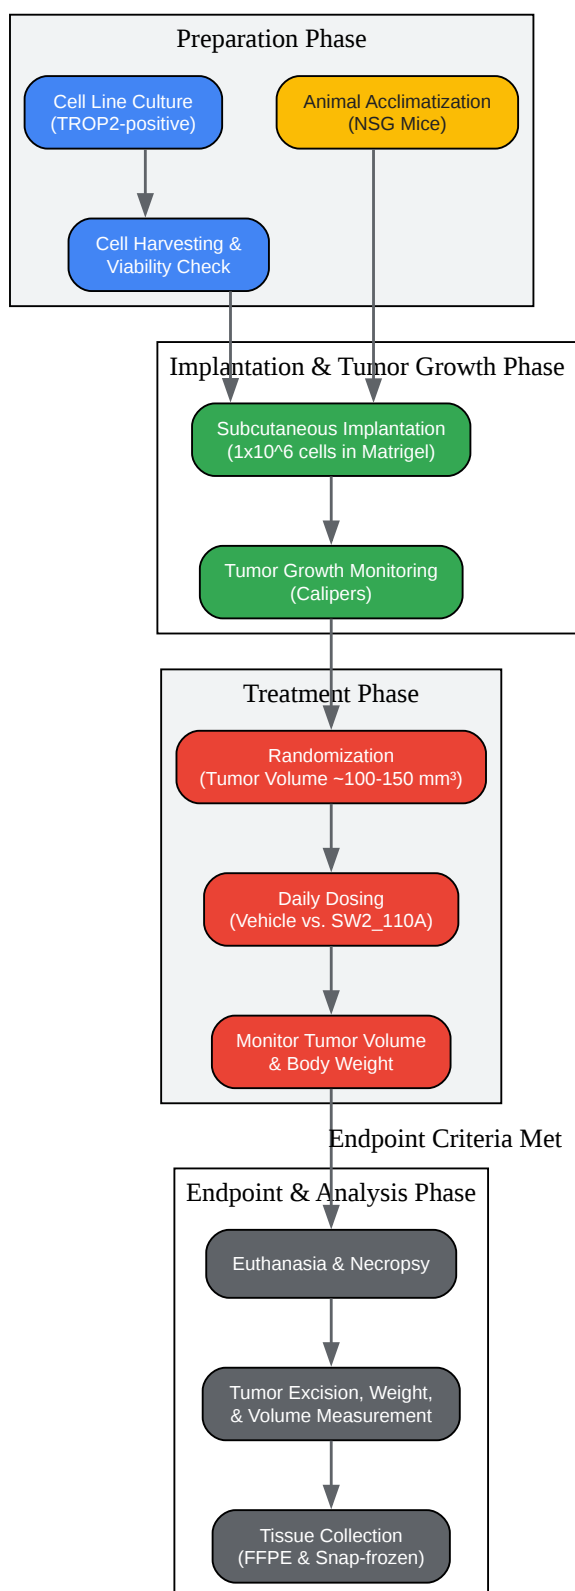 Preparation Phase
Cell Line Culture
(TROP2-positive)
Animal Acclimatization
(NSG Mice)
Cell Harvesting &
Viability Check
Implantation & Tumor Growth Phase
Subcutaneous Implantation
(1x10^6 cells in Matrigel)
Tumor Growth Monitoring
(Calipers)
Treatment Phase
Randomization
(Tumor Volume ~100-150 mm³)
Daily Dosing
(Vehicle vs. SW2_110A)
Monitor Tumor Volume
& Body Weight
Endpoint Criteria Met
Endpoint & Analysis Phase
Euthanasia & Necropsy
Tumor Excision, Weight,
& Volume Measurement
Tissue Collection
(FFPE & Snap-frozen)